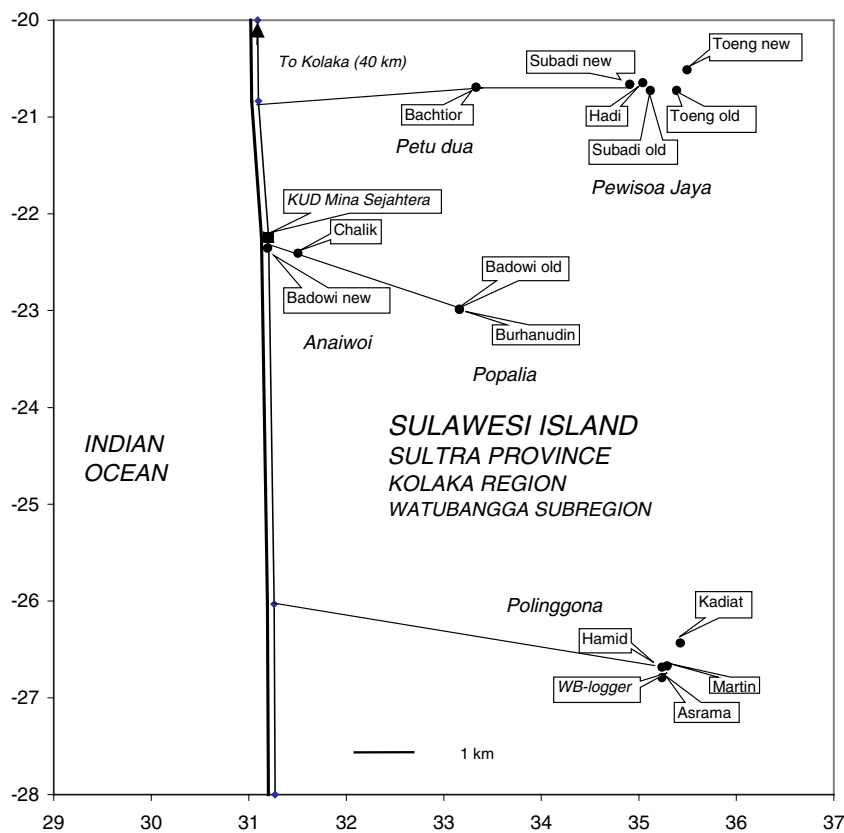 -20
To Kolaka (40 km)
Toeng new
Subadi new
-21
Bachtior
Hadi
Toeng old
Petu dua
Subadi old
Pewisoa Jaya
-22
KUD Mina Sejahtera
Chalik
Badowi old
Badowi new
-23
Burhanudin
Anaiwoi
Popalia
-24
SULAWESI ISLAND
INDIAN
OCEAN
SULTRA PROVINCE
KOLAKA REGION
-25
WATUBANGGA SUBREGION
-26
Polinggona
Kadiat
Hamid
WB-logger
Martin
-27
Asrama
1 km
-28
29 30 31 32 33 34 35 36 37